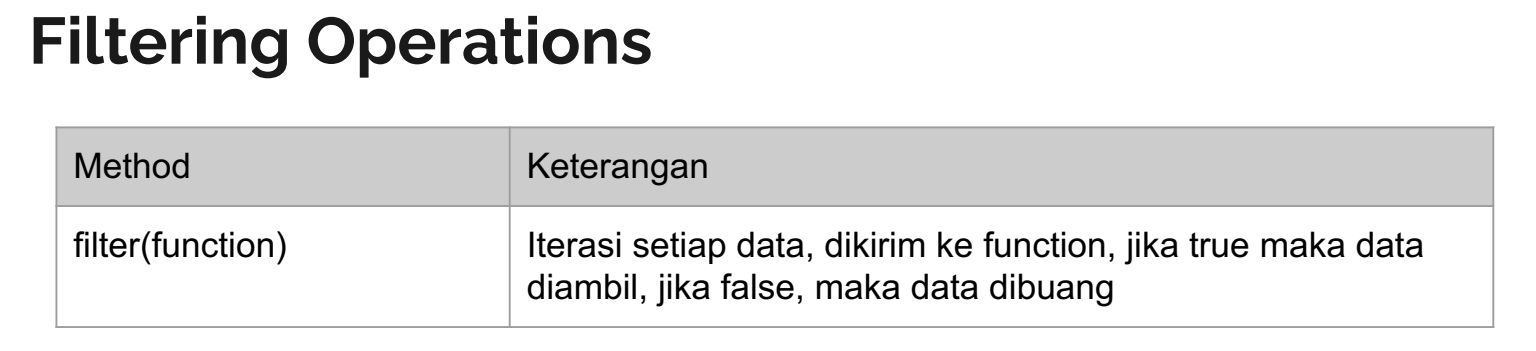 Filtering Operations
Method
Keterangan
filter(function)
Iterasi setiap data, dikirim ke function, jika true maka data
diambil, jika false, maka data dibuang